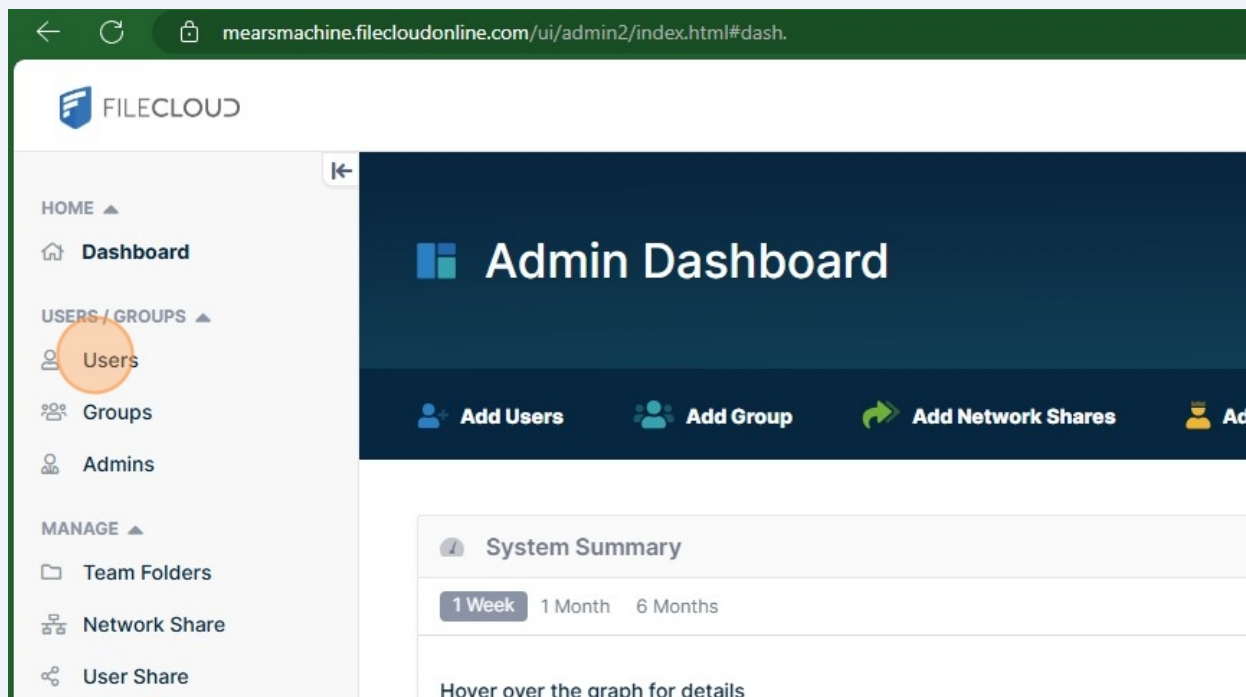 mearsmachine.filecloudonline.com/ui/admin2/index.html#dash.
FILECLOUD
HOME
Dashboard
USERS / GROUPS
Users
Groups
Admins
MANAGE
Team Folders
Network Share
User Share
Admin Dashboard
Add Users Add Group Add Network Shares Ad
System Summary
1 Week 1 Month 6 Months
Hover over the graph for details